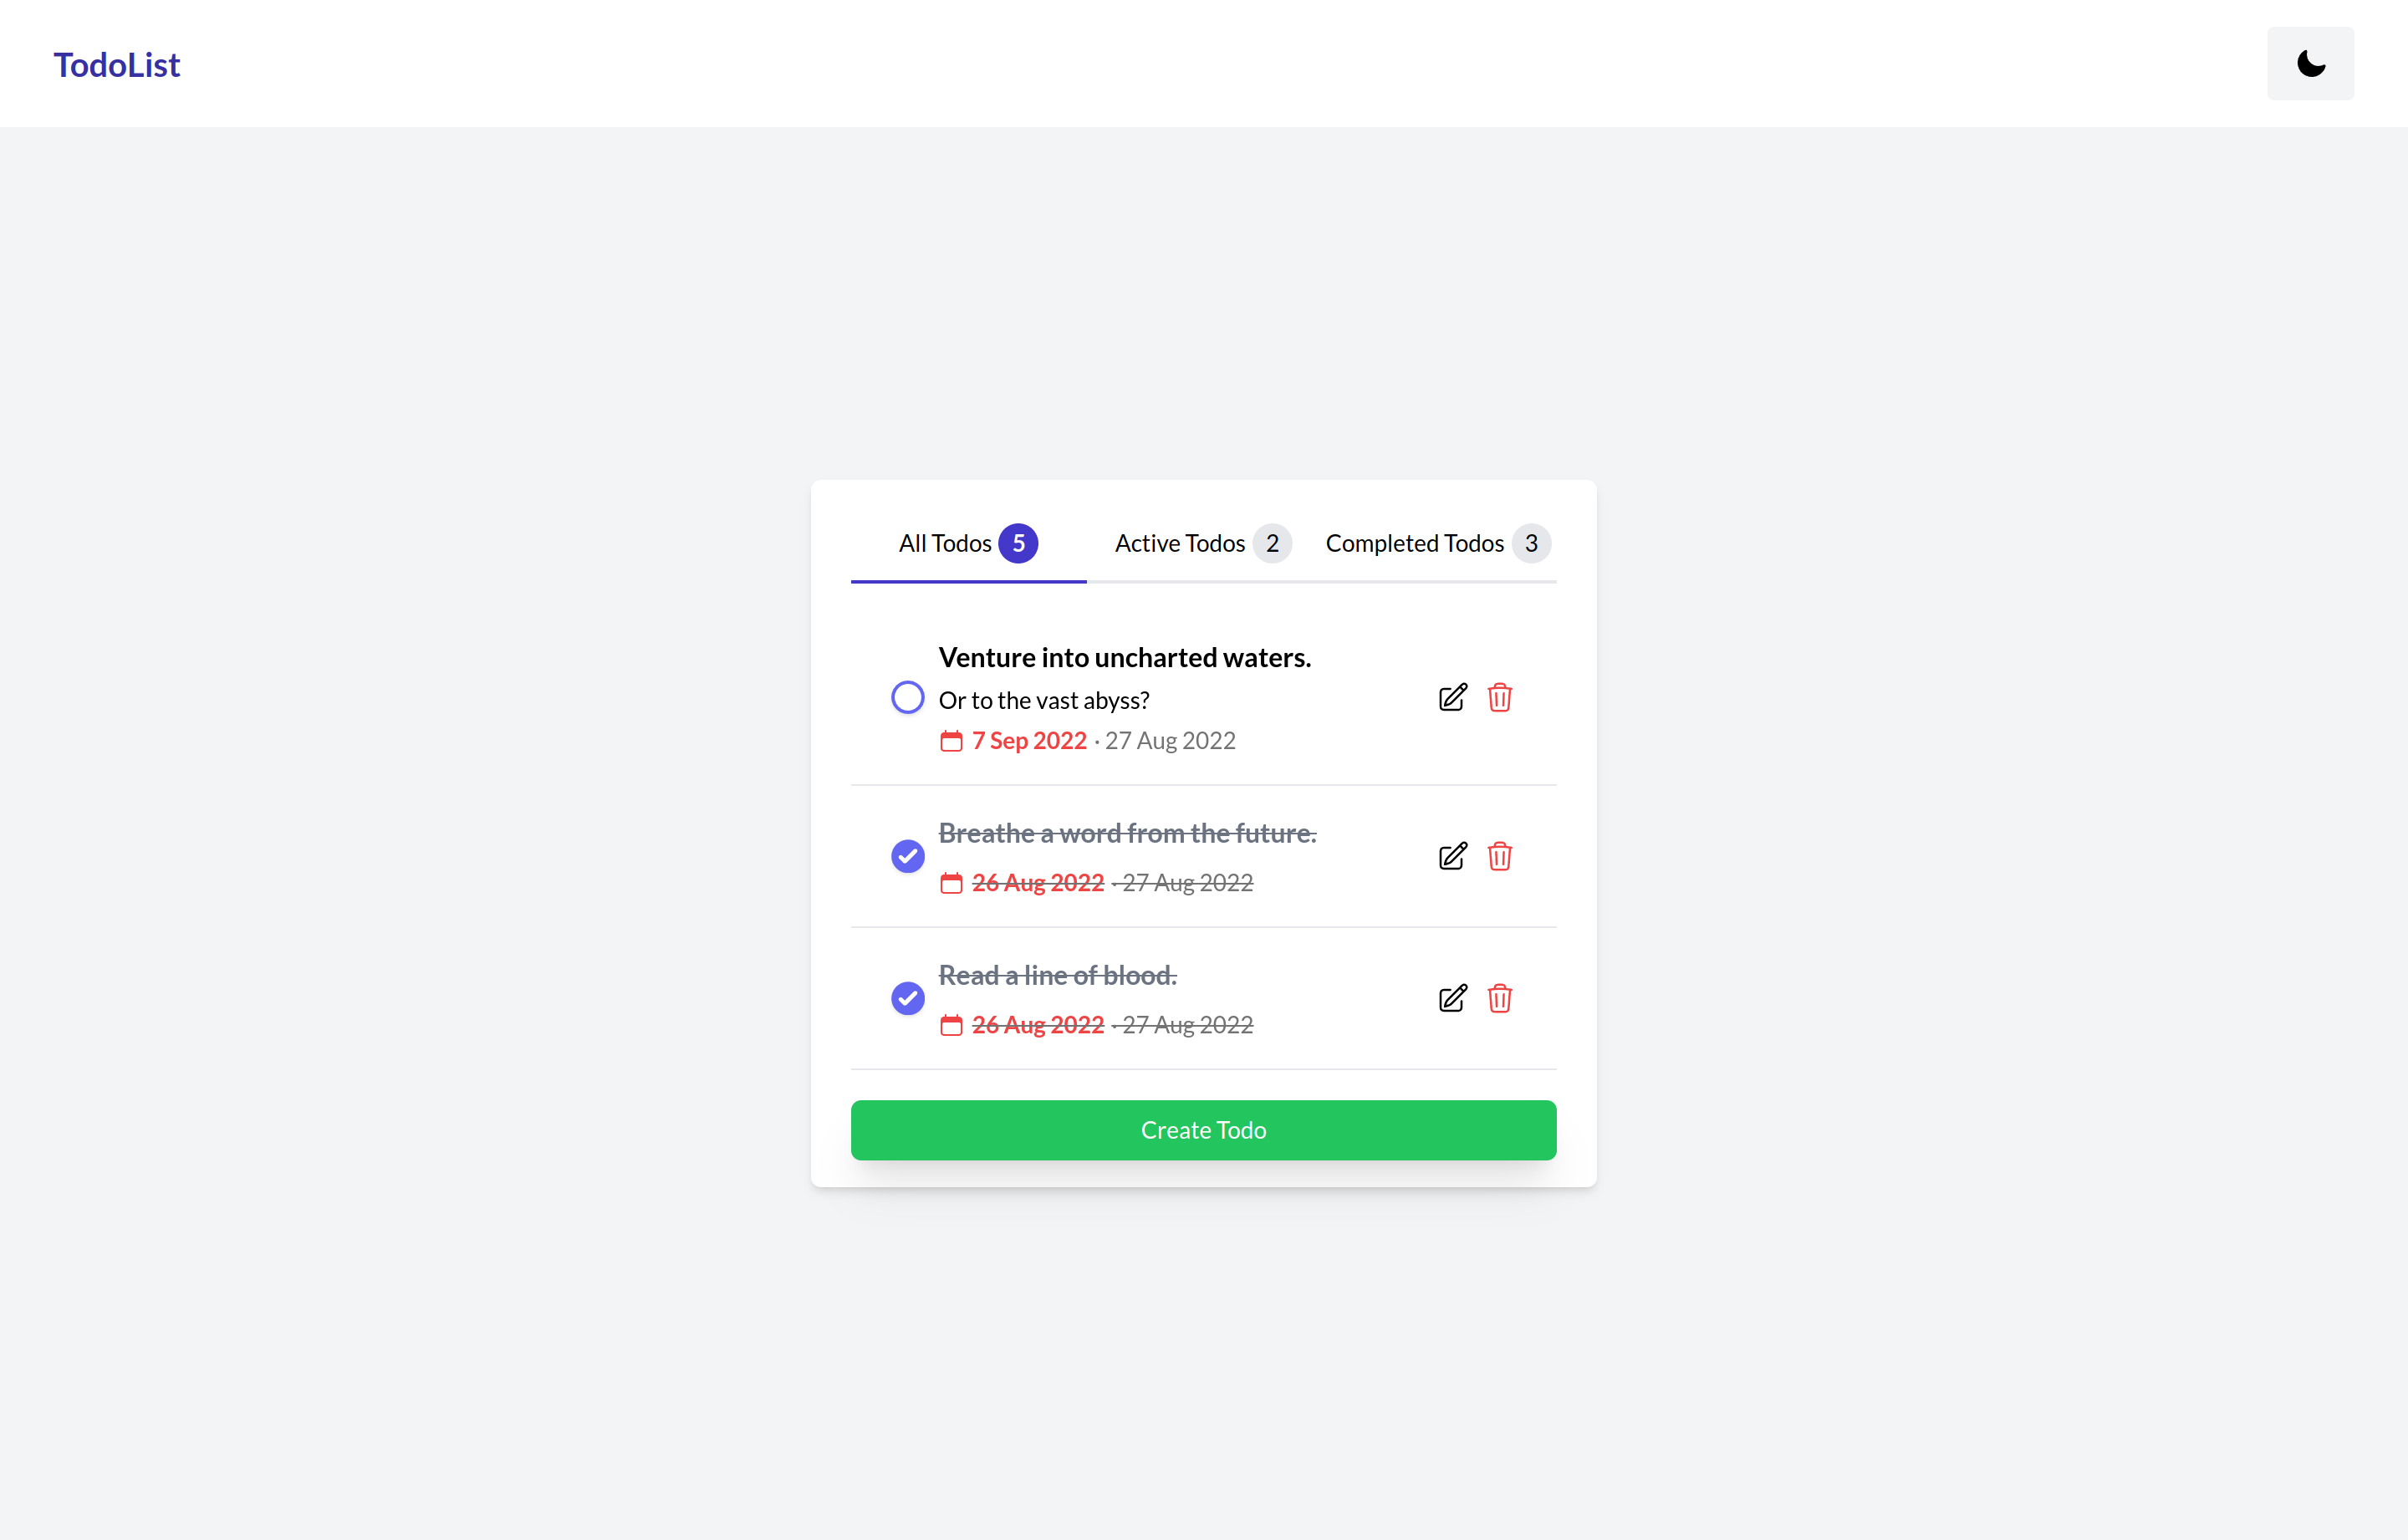 TodoList
All Todos 5 Active Todos 2 Completed Todos 3
Venture into uncharted waters.
Or to the vast abyss?
7 Sep 2022 · 27 Aug 2022
Breathe a word from the future.
26 Aug 2022 · 27 Aug 2022
Read a line of blood.
26 Aug 2022 · 27 Aug 2022
Create Todo